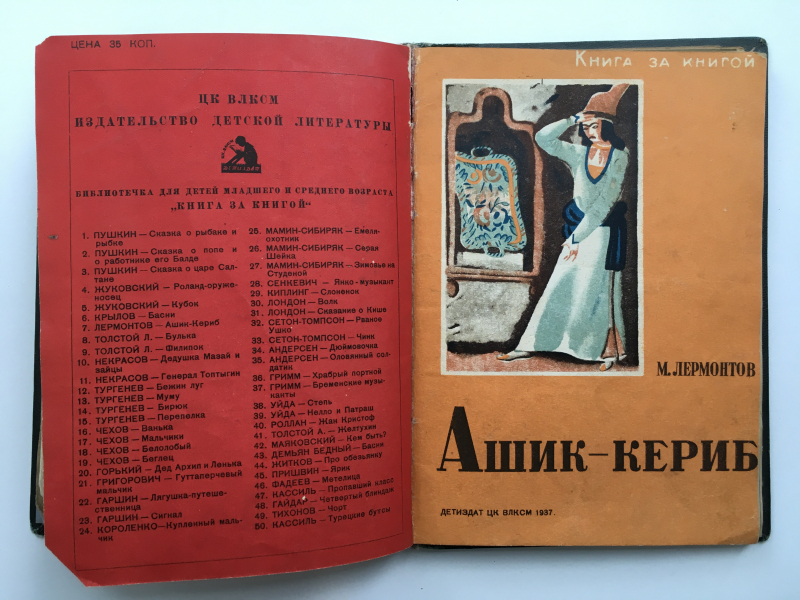 ЦЕНА 35 КОП.
ЦК ВЛКСМ
ИЗДАТЕЛЬСТВО ДЕТСКОЙ ЛИТЕРАТУРЫ
БИБЛИОТЕЧКА ДЛЯ ДЕТЕЙ МЛАДШЕГО И СРЕДНЕГО ВОЗРАСТА
„КНИГА ЗА КНИГОЙ“
1. ПУШКИН — Сказка о рыбаке и
рыбке
2. ПУШКИН — Сказка о попе и
о работнике его Балде
3. ПУШКИН — Сказка о царе Сал-
тане
4. ЖУКОВСКИЙ — Роланд-оруже-
носец
5. ЖУКОВСКИЙ — Кубок
6. КРЫЛОВ — Басни
7. ЛЕРМОНТОВ — Ашик-Кериб
8. ТОЛСТОЙ Л. — Булька
9. ТОЛСТОЙ Л. — Филипок
10. НЕКРАСОВ — Дедушка Мазай и
зайцы
11. НЕКРАСОВ — Генерал Топтыгин
12. ТУРГЕНЕВ — Бежин луг
13. ТУРГЕНЕВ — Муму
14. ТУРГЕНЕВ — Бирюк
15. ТУРГЕНЕВ — Перепелка
16. ЧЕХОВ — Ванька
17. ЧЕХОВ — Мальчики
18. ЧЕХОВ — Белолобый
19. ЧЕХОВ — Беглец
20. ГОРЬКИЙ — Дед Архип и Ленька
21. ГРИГОРОВИЧ — Гуттаперчевый
мальчик
22. ГАРШИН — Лягушка-путеше-
ственница
23. ГАРШИН — Сигнал
24. КОРОЛЕНКО — Купленный маль-
чик
25. МАМИН-СИБИРЯК — Емеля-
охотник
26. МАМИН-СИБИРЯК — Серая
Шейка
27. МАМИН-СИБИРЯК — Зимовье на
Студеной
28. СЕНКЕВИЧ — Янко-музыкант
29. КИПЛИНГ — Слоненок
30. ЛОНДОН — Волк
31. ЛОНДОН — Сказание о Кише
32. СЕТОН-ТОМПСОН — Рваное
Ушко
33. СЕТОН-ТОМПСОН — Чинк
34. АНДЕРСЕН — Дюймовочка
35. АНДЕРСЕН — Оловянный сол-
датик
36. ГРИММ — Храбрый портной
37. ГРИММ — Бременские музы-
канты
38. УЙДА — Степь
39. УЙДА — Нелло и Патраш
40. РОЛЛАН — Жан Кристоф
41. ТОЛСТОЙ А. — Желтухин
42. МАЯКОВСКИЙ — Кем быть?
43. ДЕМЬЯН БЕДНЫЙ — Басни
44. ЖИТКОВ — Про обезьянку
45. ПРИШВИН — Ярик
46. ФАДЕЕВ — Метелица
47. КАССИЛЬ — Пропавший класс
48. ГАЙДАР — Четвертый блиндаж
49. ТИХОНОВ — Чорт
50. КАССИЛЬ — Турецкие бутсы
КНИГА ЗА КНИГОЙ
М. ЛЕРМОНТОВ
АШИК-КЕРИБ
ДЕТИЗДАТ ЦК ВЛКСМ 1937.